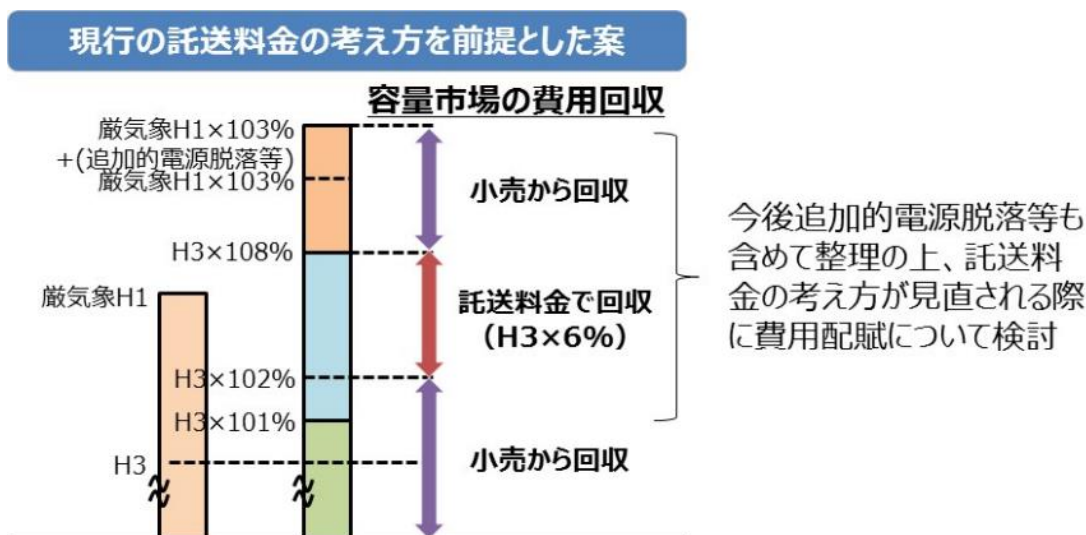 現行の託送料金の考え方を前提とした案
容量市場の費用回収
厳気象H1×103%
+(追加的電源脱落等)
厳気象H1×103%
小売から回収
H3×108%
厳気象H1
託送料金で回収
（H3×6%）
H3×102%
H3×101%
H3
小売から回収
今後追加的電源脱落等も
含めて整理の上、託送料
金の考え方が見直される際
に費用配賦について検討